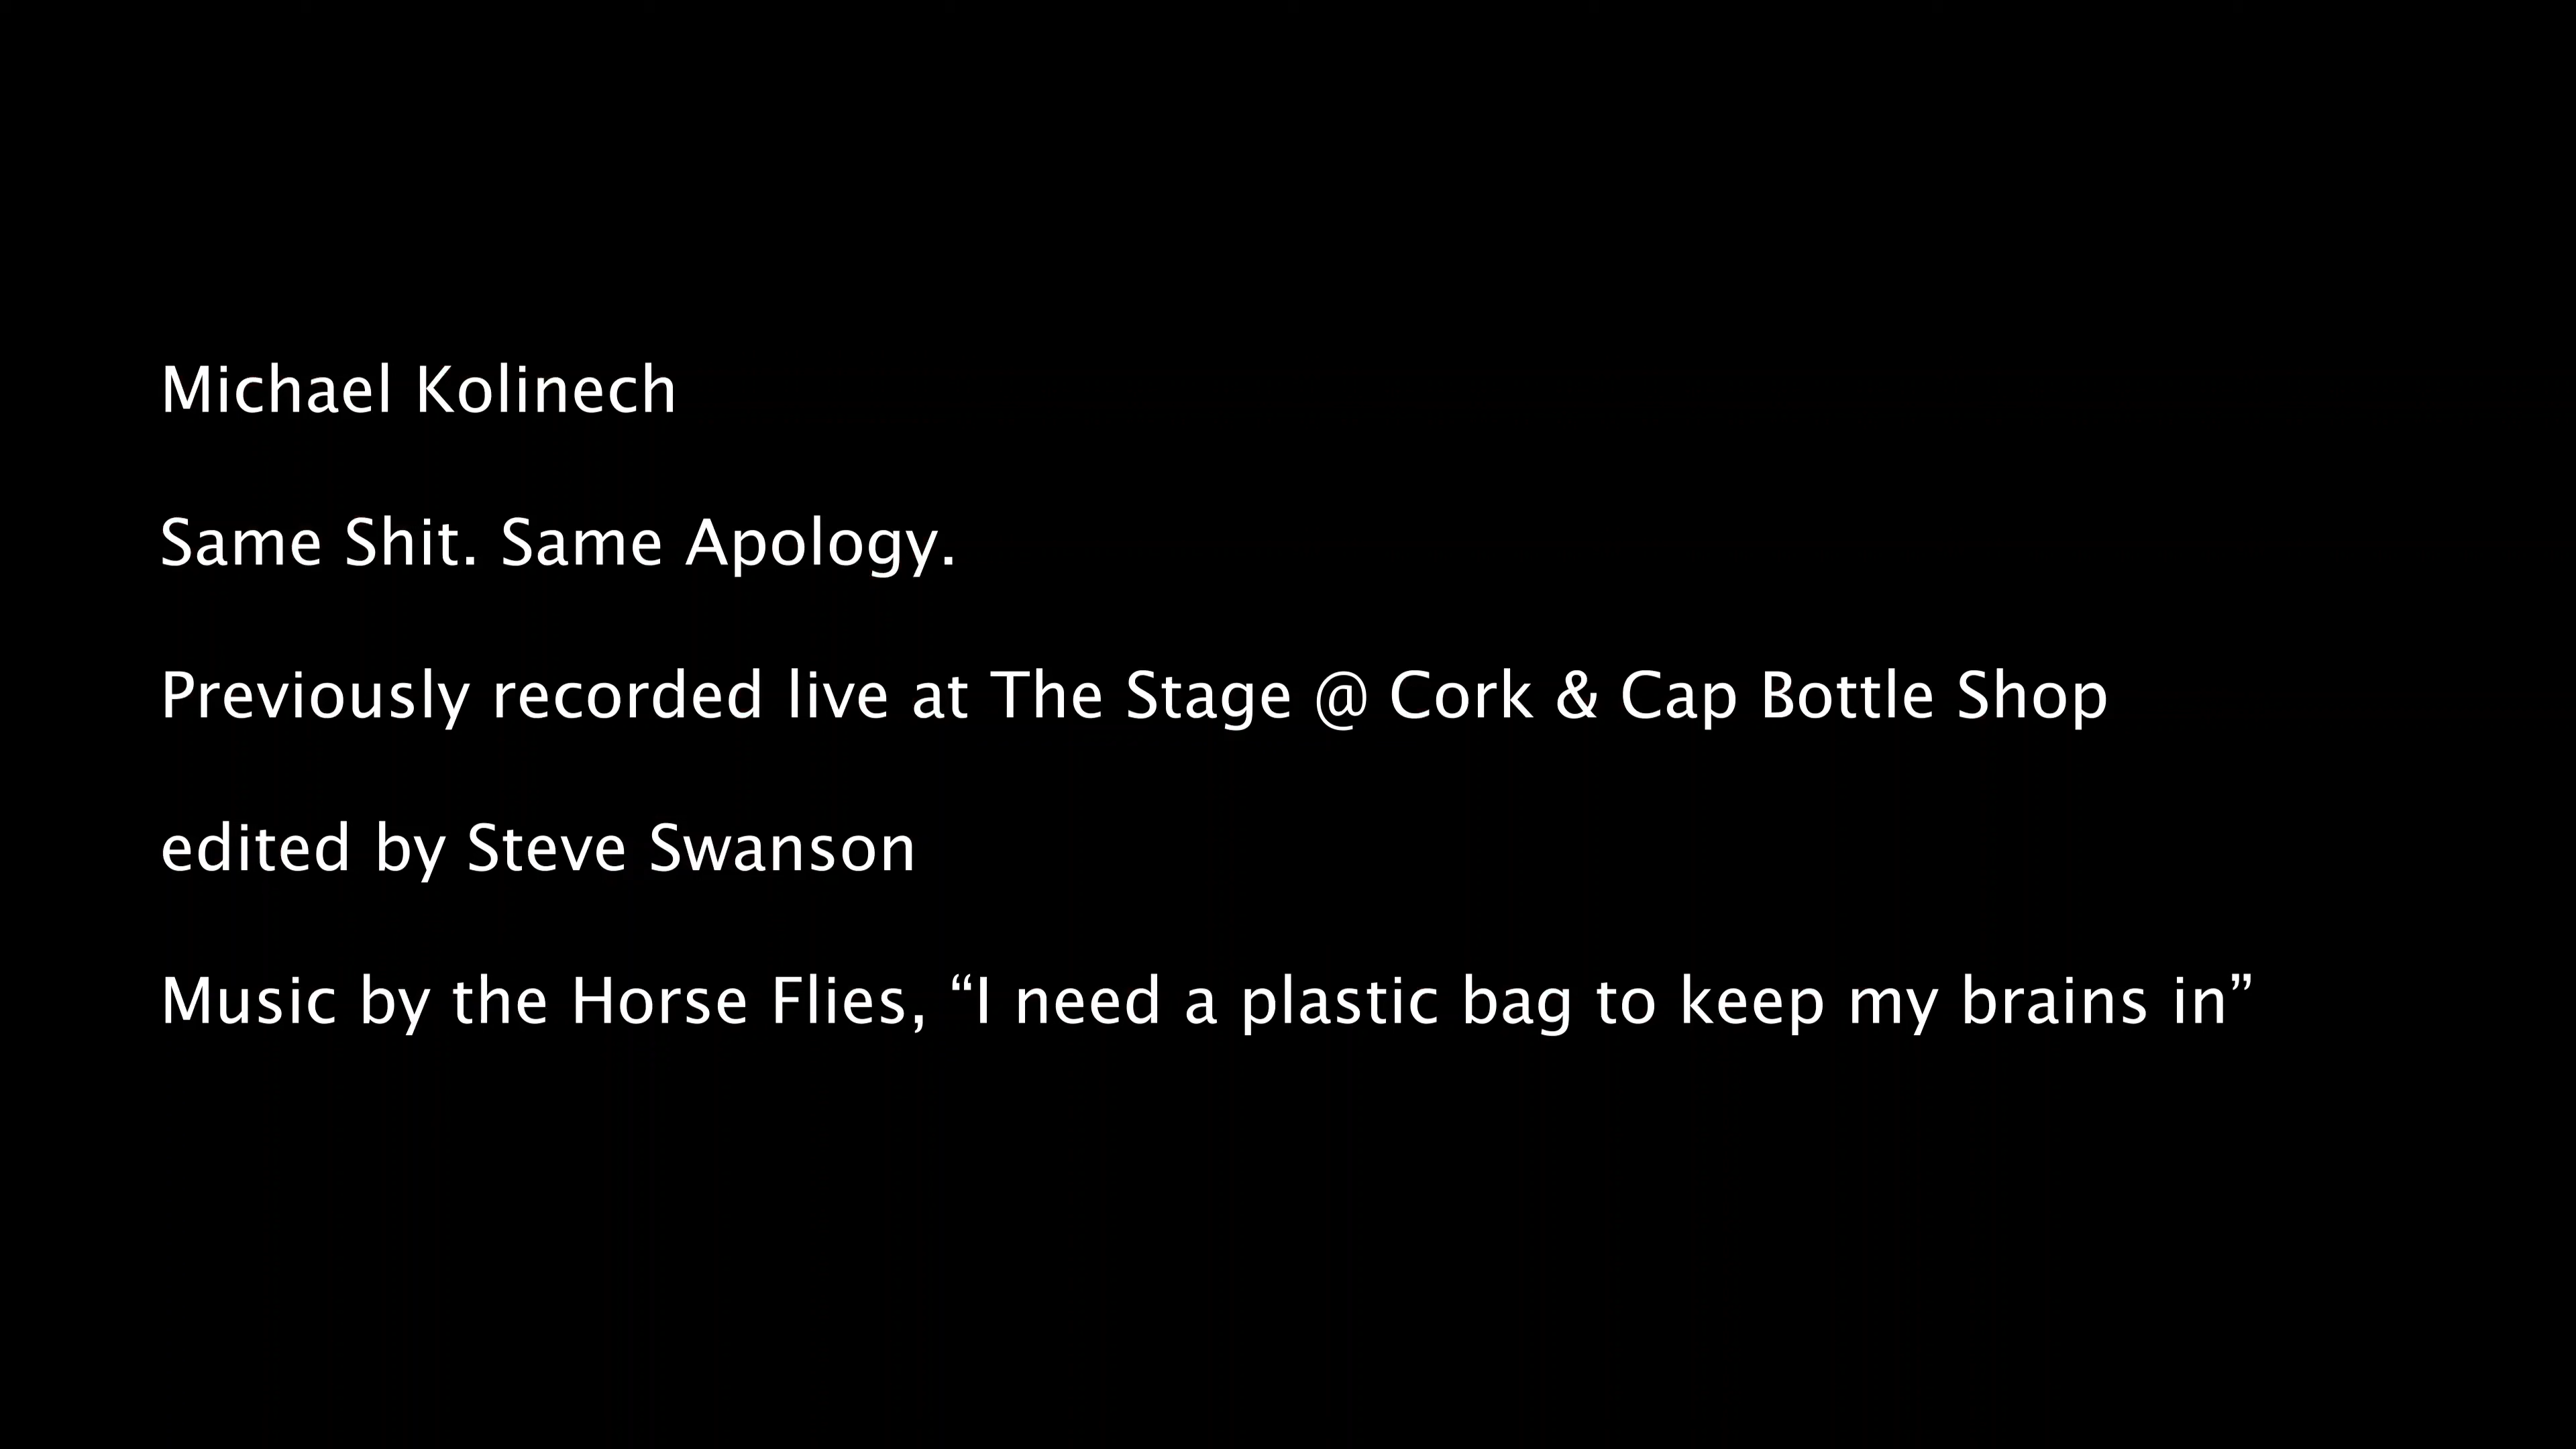 Michael Kolinech
Same Shit. Same Apology.
Previously recorded live at The Stage @ Cork & Cap Bottle Shop
edited by Steve Swanson
Music by the Horse Flies, “I need a plastic bag to keep my brains in”